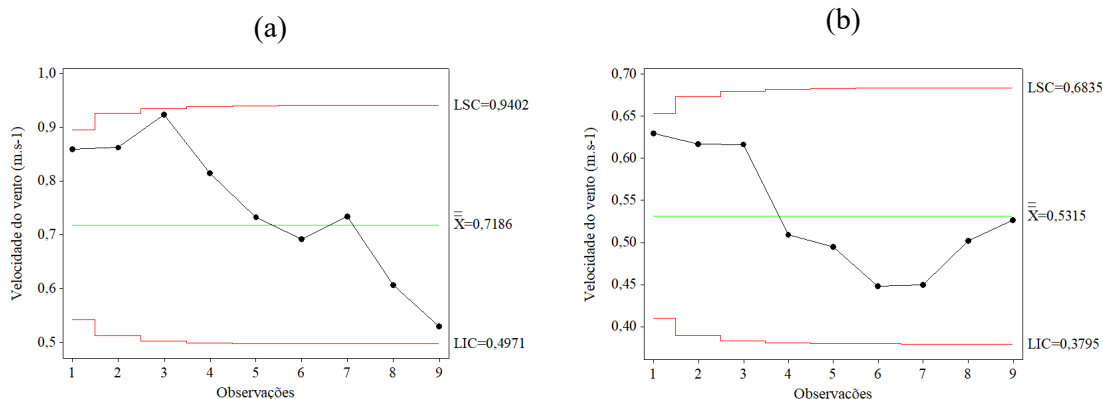 (a)
Velocidade do vento (m.s-1)
1,0
0,9
0,8
0,7
0,6
0,5
LSC=0,9402
X=0,7186
LIC=0,4971
1 2 3 4 5 6 7 8 9
Observações
(b)
Velocidade do vento (m.s-1)
0,70
0,65
0,60
0,55
0,50
0,45
0,40
LSC=0,6835
X=0,5315
LIC=0,3795
1 2 3 4 5 6 7 8 9
Observações